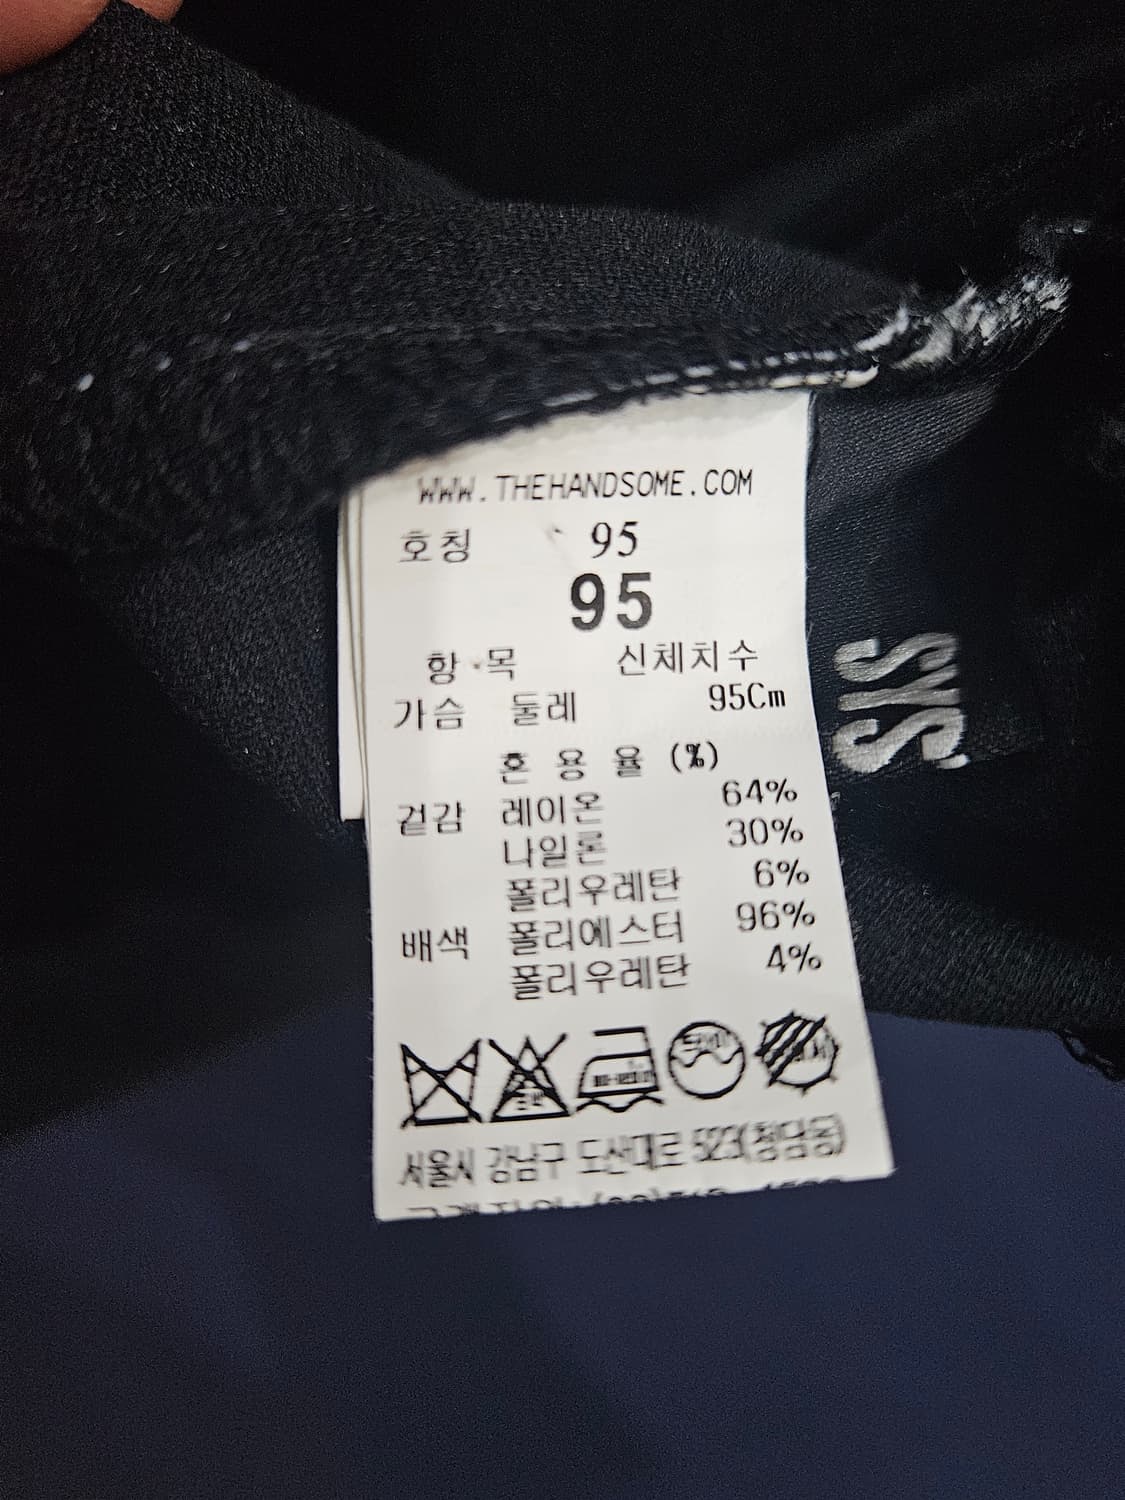 WWW.THEHANDSOME.COM
호칭 95
95
항 목 신체치수
가슴 둘레 95Cm
혼 용 율 (%)
겉감 레이온 64%
나일론 30%
폴리우레탄 6%
배색 폴리에스터 96%
폴리우레탄 4%
서울시 강남구 도산대로 523(청담동)
SJSJ